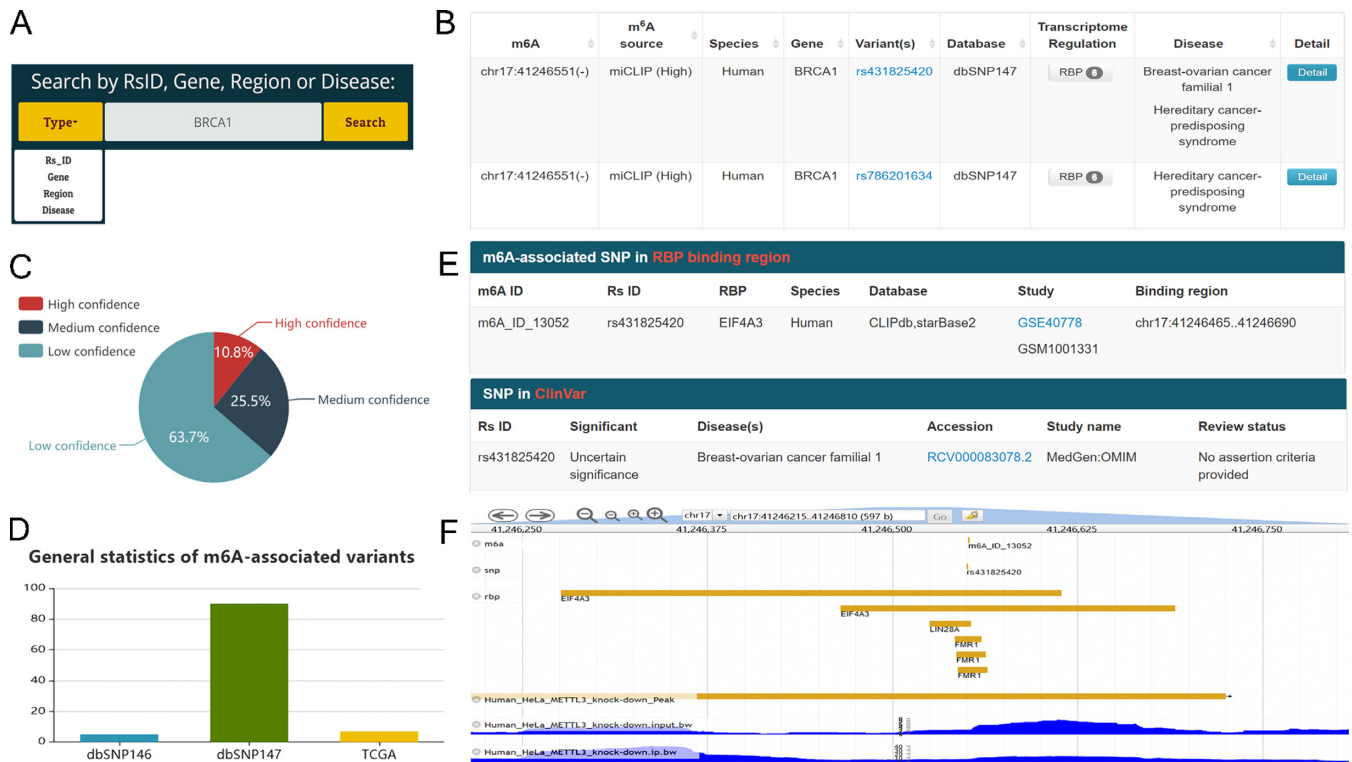 A
Search by RsID, Gene, Region or Disease:
Type BRCA1 Search
Rs_ID
Gene
Region
Disease
B
m6A m⁶A source Species Gene Variant(s) Database Transcriptome Regulation Disease Detail
chr17:41246551(-) miCLIP (High) Human BRCA1 rs431825420 dbSNP147 RBP 6 Breast-ovarian cancer Detail
familial 1
Hereditary cancer-
predisposing
syndrome
chr17:41246551(-) miCLIP (High) Human BRCA1 rs786201634 dbSNP147 RBP 6 Hereditary cancer- Detail
predisposing
syndrome
C
High confidence
Medium confidence
Low confidence
High confidence
10.8%
Medium confidence
25.5%
Low confidence
63.7%
D
General statistics of m6A-associated variants
100
80
60
40
20
0
dbSNP146 dbSNP147 TCGA
E
m6A-associated SNP in RBP binding region
m6A ID Rs ID RBP Species Database Study Binding region
m6A_ID_13052 rs431825420 EIF4A3 Human CLIPdb,starBase2 GSE40778 chr17:41246465..41246690
GSM1001331
SNP in ClinVar
Rs ID Significant Disease(s) Accession Study name Review status
rs431825420 Uncertain Breast-ovarian cancer familial 1 RCV000083078.2 MedGen:OMIM No assertion criteria
significance provided
F
chr17 chr17:41246215..41246810 (597 b) Go
41,246,250 41,246,375 41,246,500 41,246,625 41,246,750
m6a m6A_ID_13052
snp rs431825420
rbp EIF4A3
EIF4A3
LIN28A
FMR1
FMR1
FMR1
Human_HeLa_METTL3_knock-down_Peak
Human_HeLa_METTL3_knock-down.input.bw
Human_HeLa_METTL3_knock-down.ip.bw